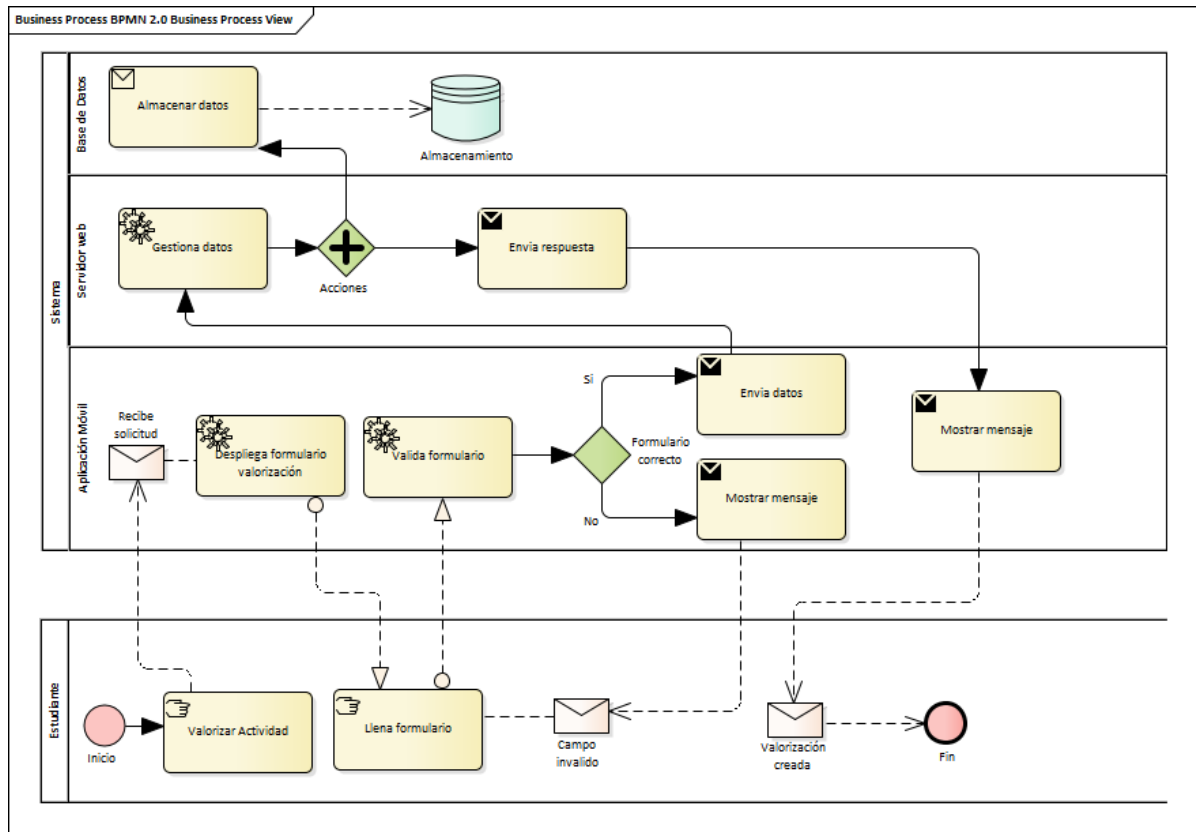 Business Process BPMN 2.0 Business Process View
Sistema
Base de Datos
Almacenar datos
Almacenamiento
Servidor web
Gestiona datos
Acciones
Envia respuesta
Aplicación Móvil
Recibe
solicitud
Despliega formulario
valorización
Valida formulario
Si
No
Formulario
correcto
Envia datos
Mostrar mensaje
Mostrar mensaje
Estudiante
Inicio
Valorizar Actividad
Llena formulario
Campo
invalido
Valorización
creada
Fin